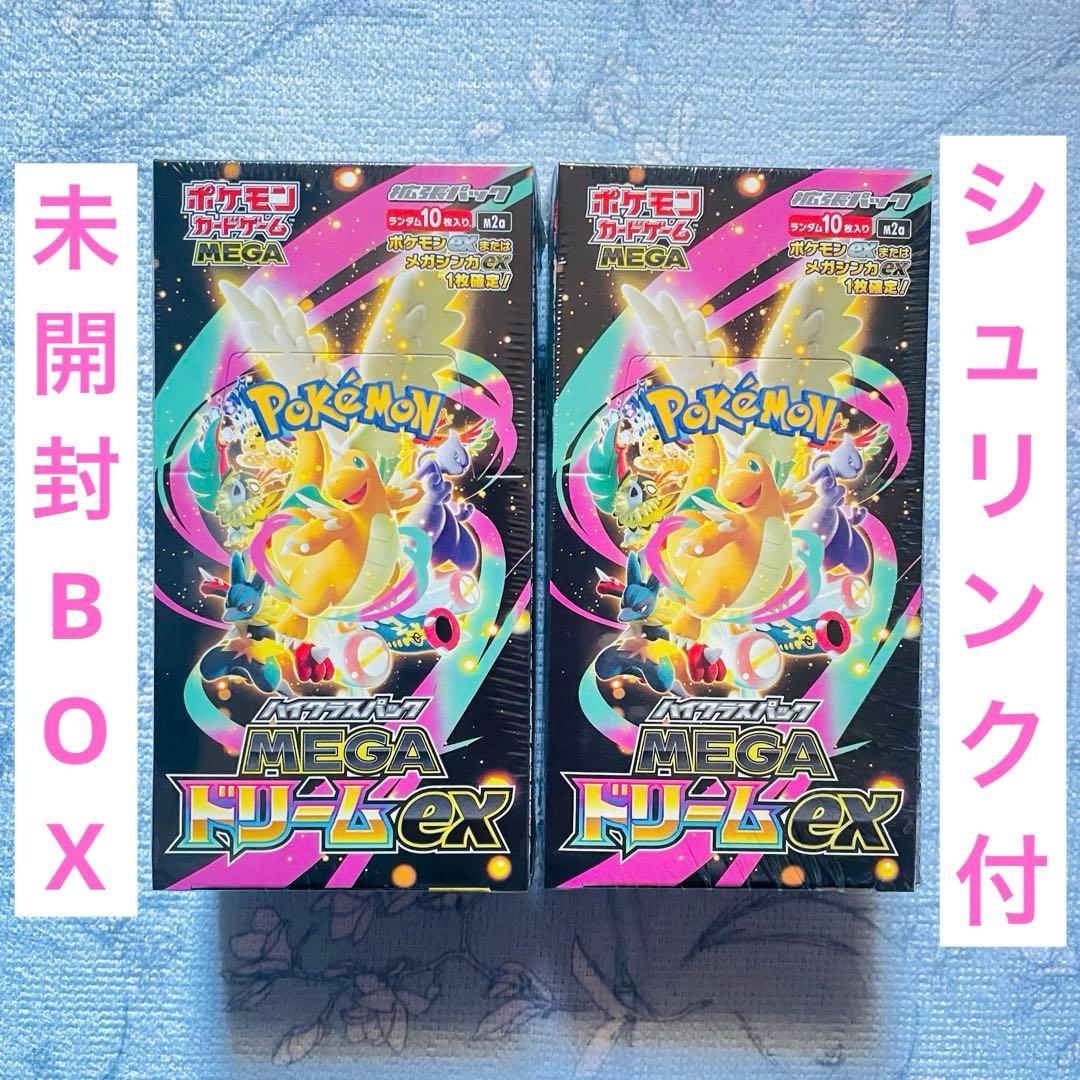 未開封BOX
ポケモン
カードゲーム
MEGA
拡張パック
ランダム10枚入り
M2a
ポケモンexまたは
メガシンカex
1枚確定!
Pokémon
ハイクラスパック
MEGA
ドリームex
ポケモン
カードゲーム
MEGA
拡張パック
ランダム10枚入り
M2a
ポケモンexまたは
メガシンカex
1枚確定!
Pokémon
ハイクラスパック
MEGA
ドリームex
シュリンク付